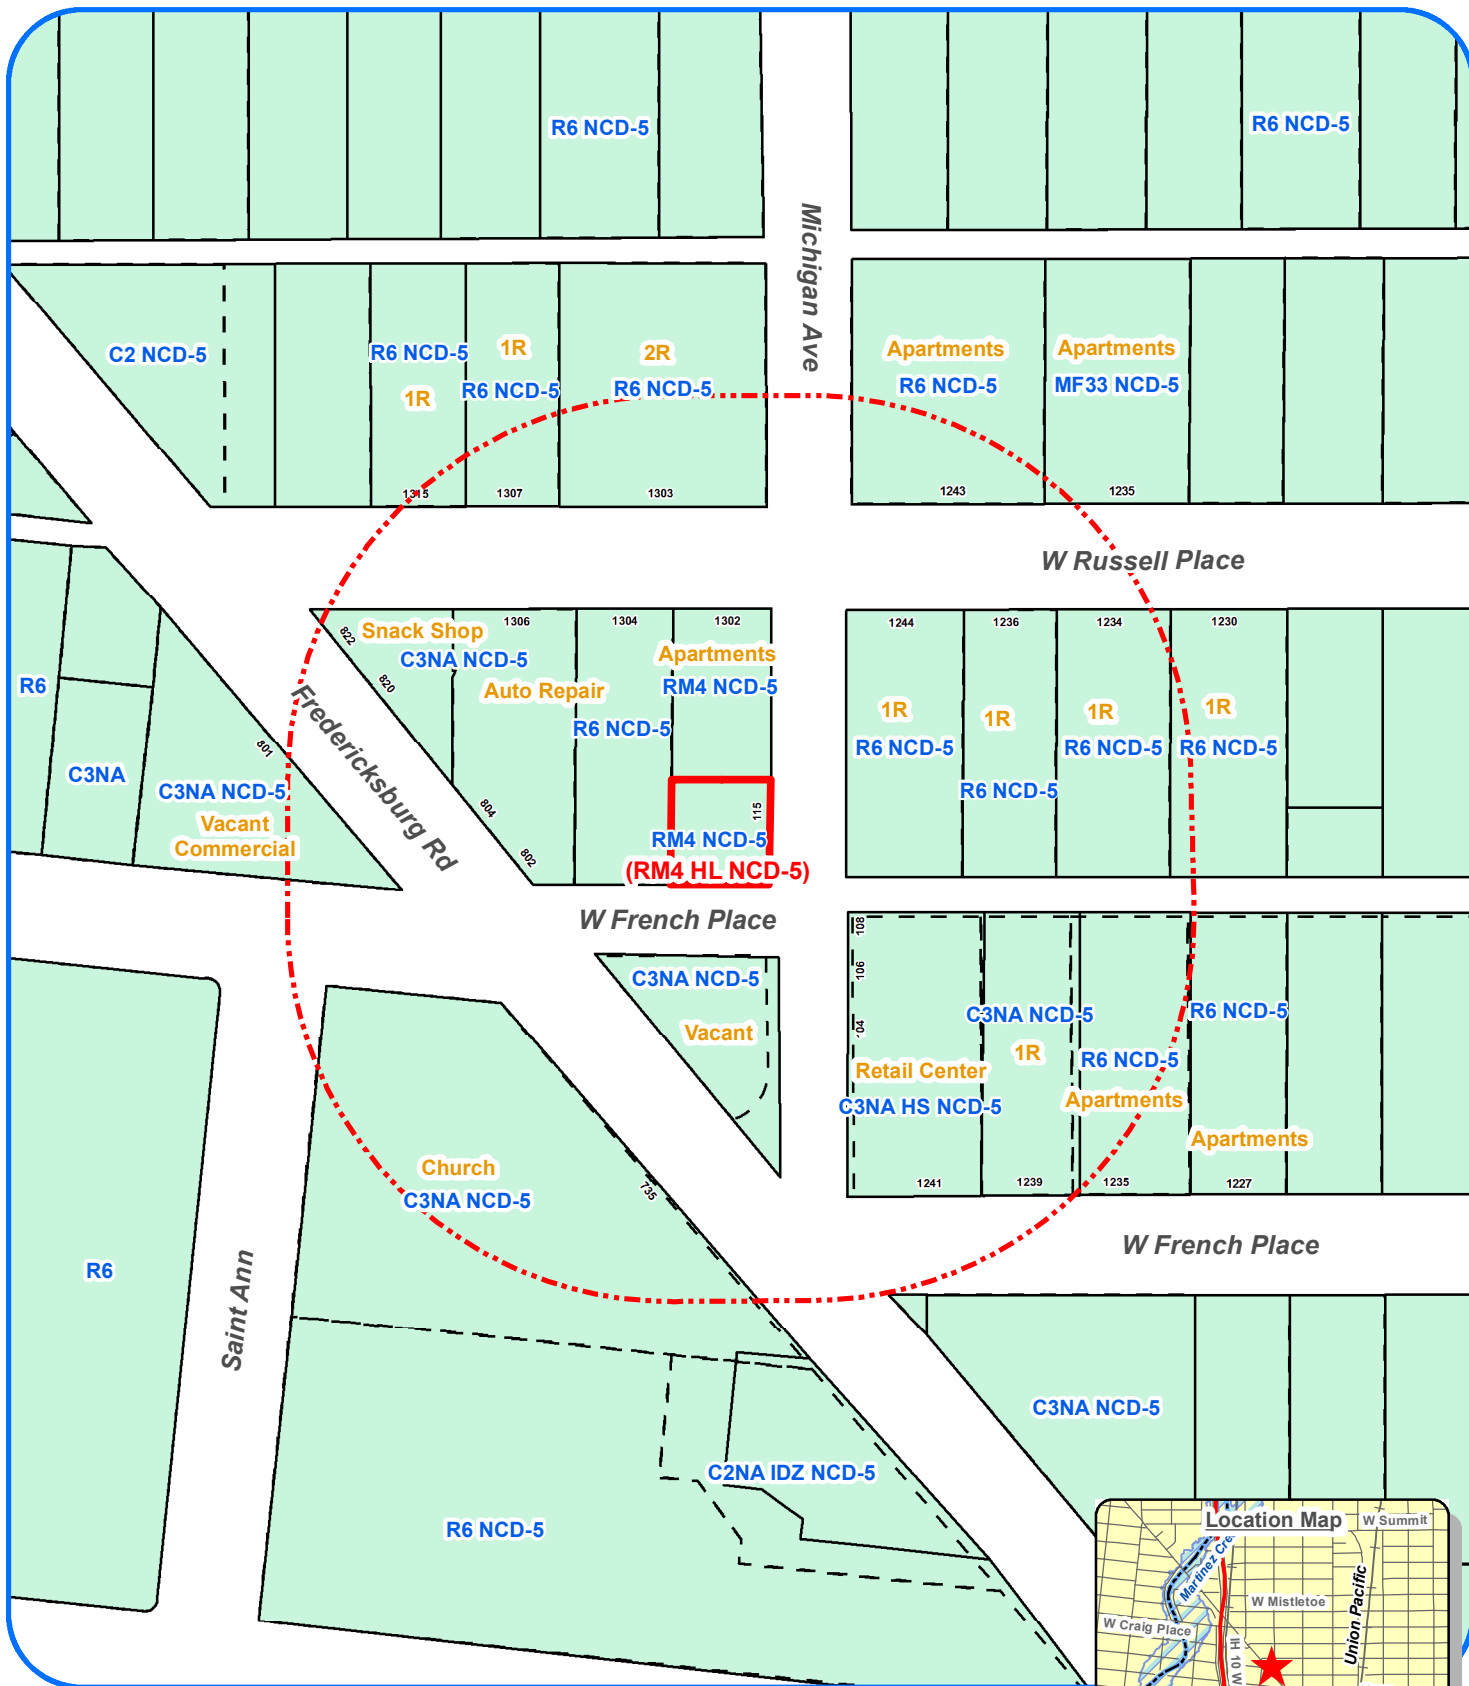 R6 NCD-5
R6 NCD-5
Michigan Ave
C2 NCD-5
R6 NCD-5
1R
1R
R6 NCD-5
2R
R6 NCD-5
Apartments
R6 NCD-5
Apartments
MF33 NCD-5
1315
1307
1303
1243
1235
W Russell Place
822
Snack Shop
C3NA NCD-5
820
1306
Auto Repair
1304
R6 NCD-5
1302
Apartments
RM4 NCD-5
1244
1R
R6 NCD-5
1236
1R
R6 NCD-5
1234
1R
R6 NCD-5
1230
1R
R6 NCD-5
R6
C3NA
801
C3NA NCD-5
Vacant
Commercial
Fredericksburg Rd
804
802
115
RM4 NCD-5
(RM4 HL NCD-5)
W French Place
C3NA NCD-5
Vacant
108
106
104
Retail Center
C3NA HS NCD-5
1241
C3NA NCD-5
1R
1239
R6 NCD-5
Apartments
1235
R6 NCD-5
Apartments
1227
Church
C3NA NCD-5
735
W French Place
R6
Saint Ann
C3NA NCD-5
C2NA IDZ NCD-5
R6 NCD-5
Location Map
W Summit
Martinez Cre
W Mistletoe
Union Pacific
W Craig Place
IH 10 W